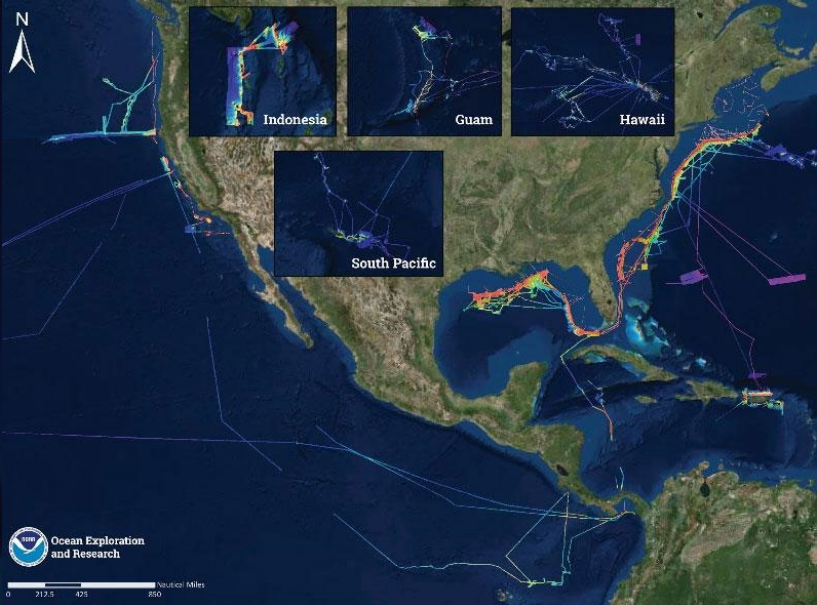 N
Indonesia
Guam
Hawaii
South Pacific
NOAA
Ocean Exploration
and Research
Nautical Miles
0 212.5 425 850